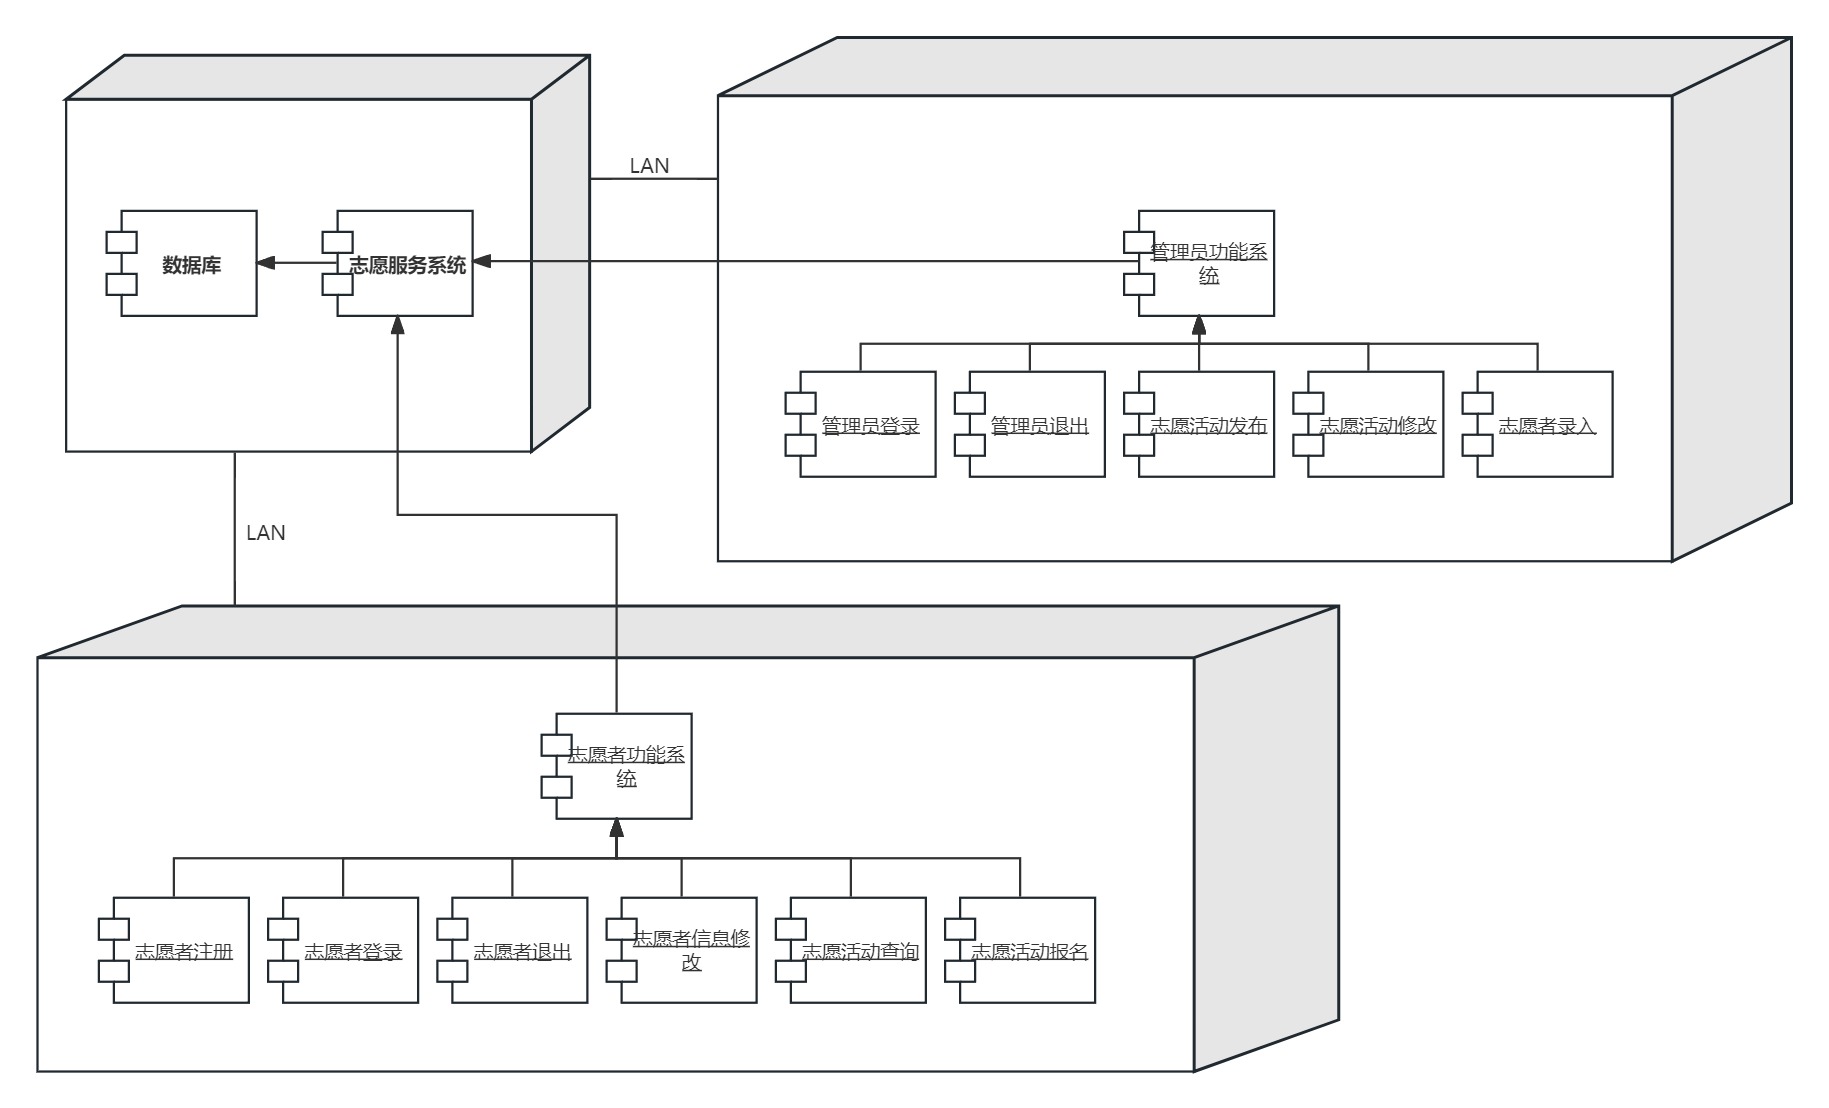 LAN
数据库
志愿服务系统
管理员功能系
统
管理员登录
管理员退出
志愿活动发布
志愿活动修改
志愿者录入
LAN
志愿者功能系
统
志愿者注册
志愿者登录
志愿者退出
志愿者信息修
改
志愿活动查询
志愿活动报名